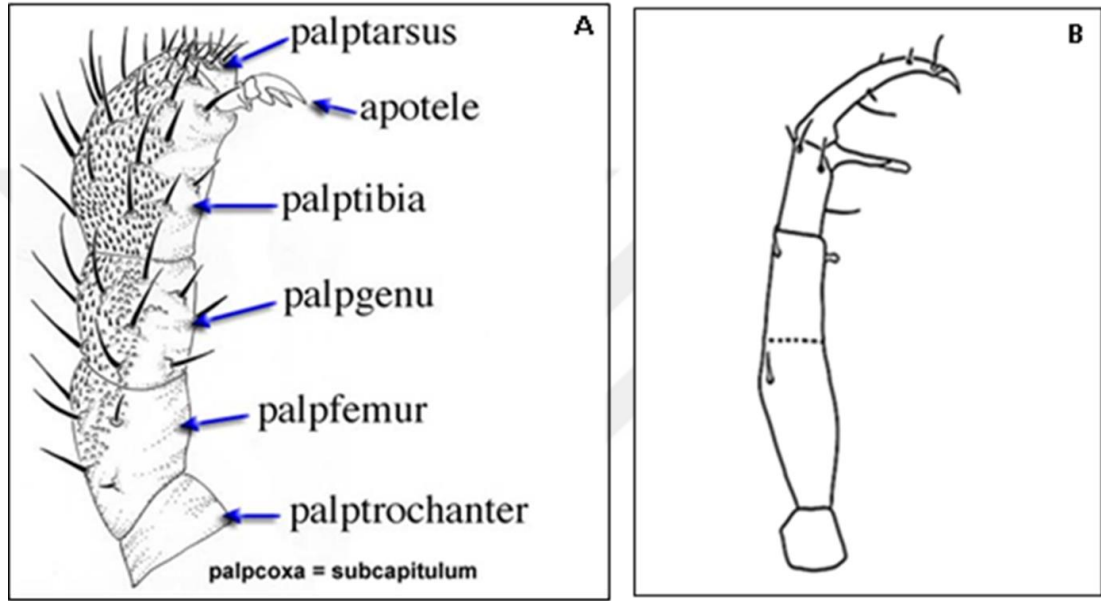 A
palptarsus
apotele
palptibia
palpgenu
palpfemur
palptrochanter
palpcoxa = subcapitulum
B